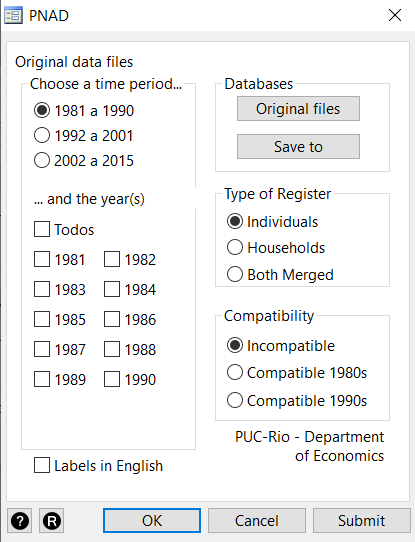 PNAD
Original data files
Choose a time period...
1981 a 1990
1992 a 2001
2002 a 2015
... and the year(s)
Todos
1981 1982
1983 1984
1985 1986
1987 1988
1989 1990
Labels in English
Databases
Original files
Save to
Type of Register
Individuals
Households
Both Merged
Compatibility
Incompatible
Compatible 1980s
Compatible 1990s
PUC-Rio - Department
of Economics
? R OK Cancel Submit